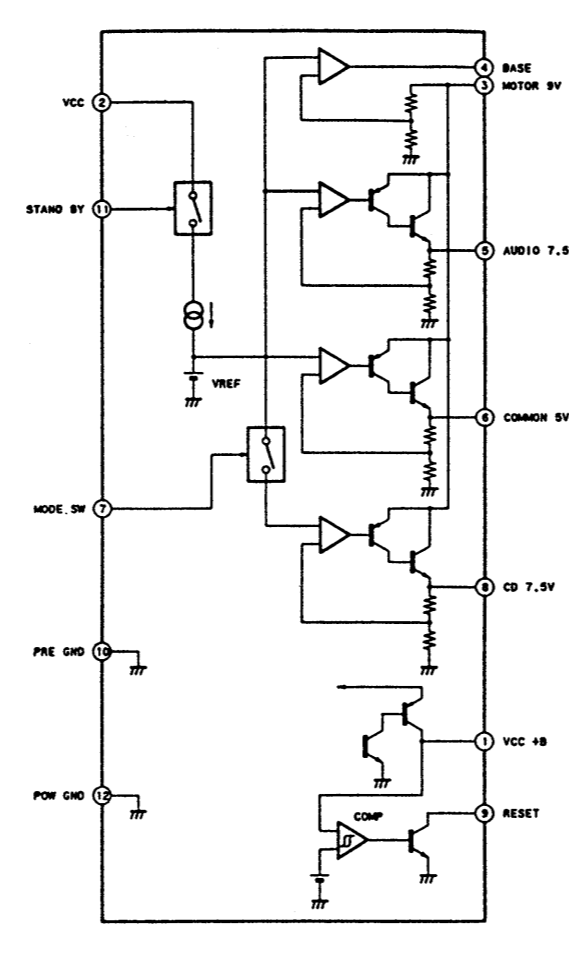 4 BASE
3 MOTOR 9V
VCC 2
STAND BY 11
5 AUDIO 7.5
VREF
6 COMMON 5V
MODE.SW 7
8 CD 7.5V
PRE GND 10
1 VCC +B
POW GND 12
9 RESET
COMP